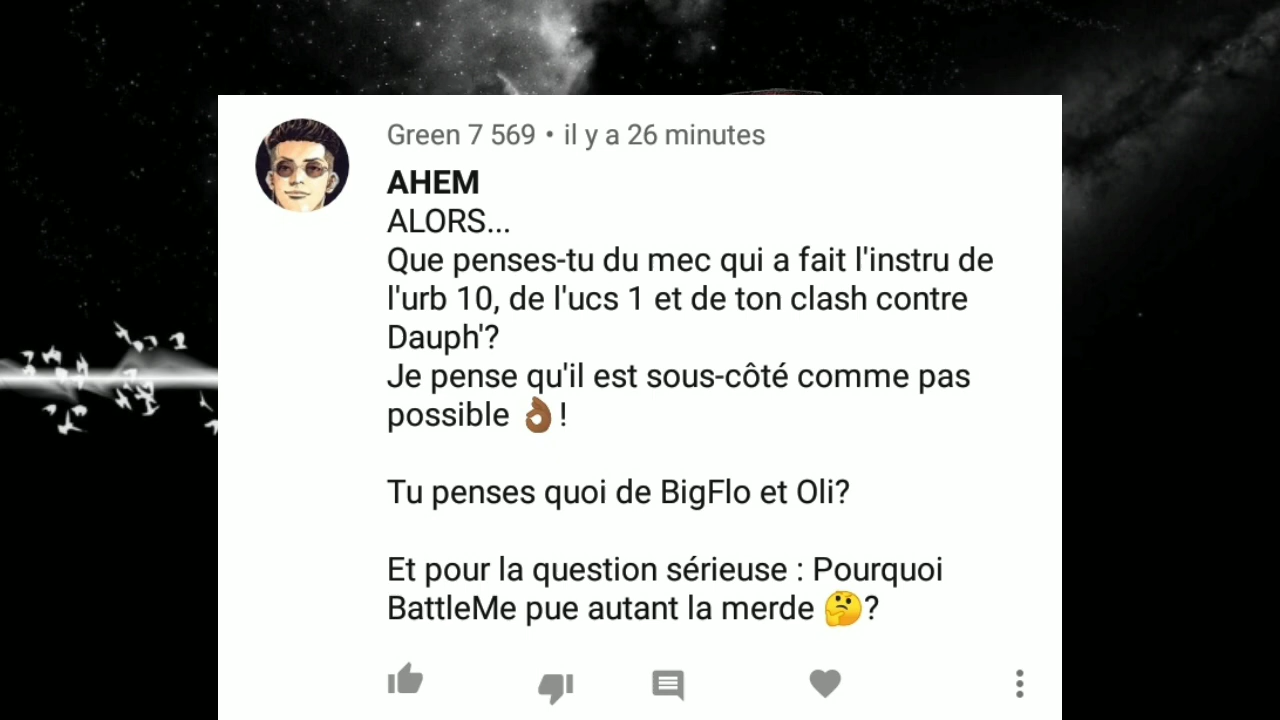 Green 7 569 • il y a 26 minutes
AHEM
ALORS...
Que penses-tu du mec qui a fait l'instru de
l'urb 10, de l'ucs 1 et de ton clash contre
Dauph'?
Je pense qu'il est sous-côté comme pas
possible 👌🏾!
Tu penses quoi de BigFlo et Oli?
Et pour la question sérieuse : Pourquoi
BattleMe pue autant la merde 🤔?